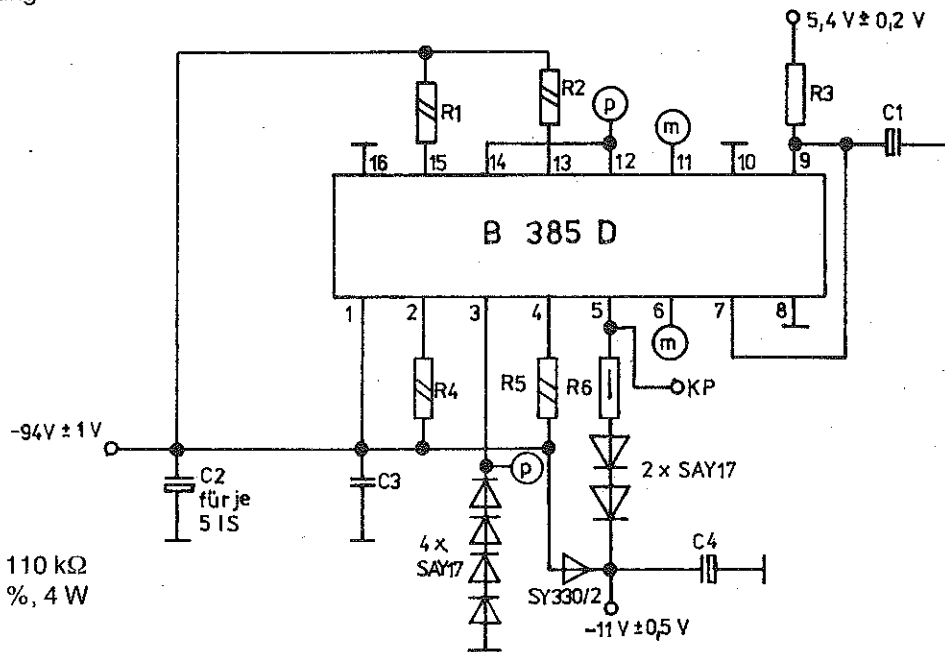 ung
5,4 V ± 0,2 V
R1
R2
R3
C1
p
m
16
15
14
13
12
11
10
9
B 385 D
1
2
3
4
5
6
7
8
m
R4
R5
R6
KP
-94V ± 1 V
C2
für je
5 IS
C3
p
4 x
SAY17
2 x SAY17
C4
SY330/2
-11 V ± 0,5 V
110 kΩ
%, 4 W